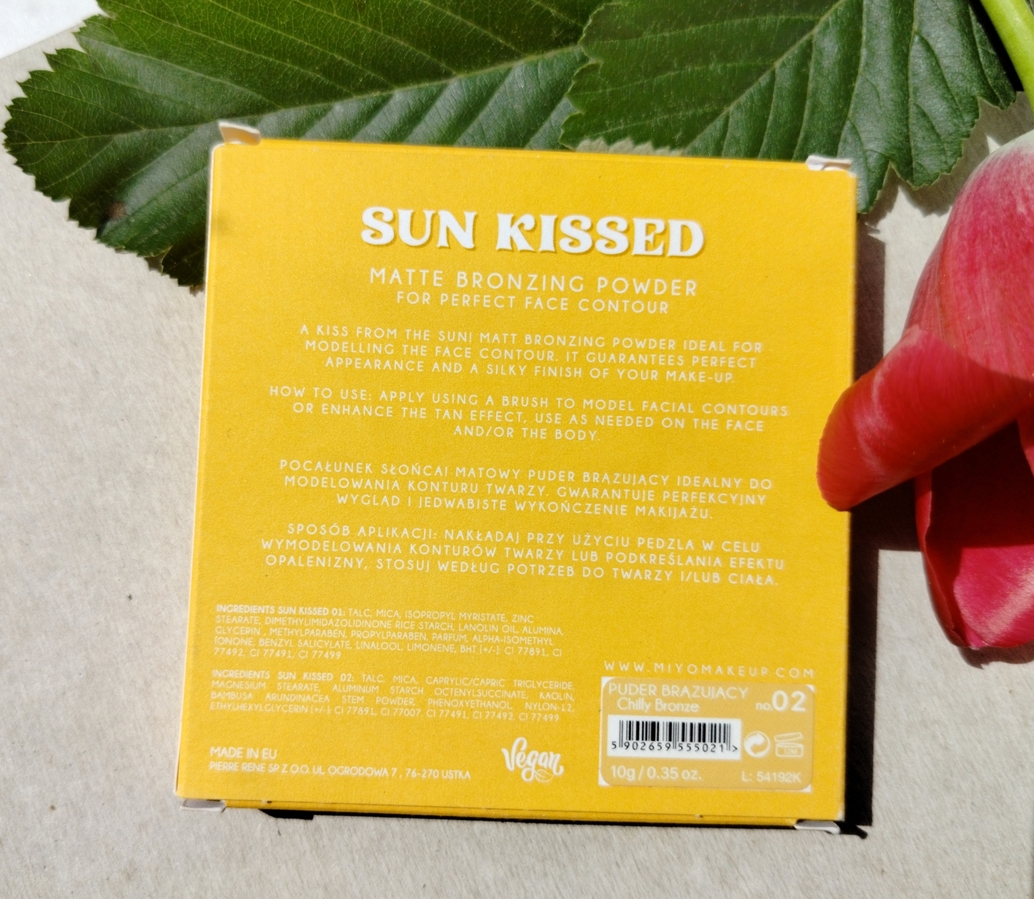 SUN KISSED
MATTE BRONZING POWDER
FOR PERFECT FACE CONTOUR
A KISS FROM THE SUN! MATT BRONZING POWDER IDEAL FOR
MODELLING THE FACE CONTOUR. IT GUARANTEES PERFECT
APPEARANCE AND A SILKY FINISH OF YOUR MAKE-UP.
HOW TO USE: APPLY USING A BRUSH TO MODEL FACIAL CONTOURS
OR ENHANCE THE TAN EFFECT, USE AS NEEDED ON THE FACE
AND/OR THE BODY.
POCAŁUNEK SŁOŃCA! MATOWY PUDER BRAZUJĄCY IDEALNY DO
MODELOWANIA KONTURU TWARZY. GWARANTUJE PERFEKCYJNY
WYGLĄD I JEDWABISTE WYKOŃCZENIE MAKIJAŻU.
SPOSÓB APLIKACJI: NAKŁADAJ PRZY UŻYCIU PĘDZLA W CELU
WYMODELOWANIA KONTURÓW TWARZY LUB PODKREŚLANIA EFEKTU
OPALENIZNY, STOSUJ WEDŁUG POTRZEB DO TWARZY I/LUB CIAŁA.
INGREDIENTS SUN KISSED 01: TALC, MICA, ISOPROPYL MYRISTATE, ZINC
STEARATE, DIMETHYLIMIDAZOLIDINONE RICE STARCH, LANOLIN OIL, ALUMINA,
GLYCERIN, METHYLPARABEN, PROPYLPARABEN, PARFUM, ALPHA-ISOMETHYL
IONONE, BENZYL SALICYLATE, LINALOOL, LIMONENE, BHT [+/-]: CI 77891, CI
77492, CI 77491, CI 77499
INGREDIENTS SUN KISSED 02: TALC, MICA, CAPRYLIC/CAPRIC TRIGLYCERIDE,
MAGNESIUM STEARATE, ALUMINUM STARCH OCTENYLSUCCINATE, KAOLIN,
BAMBUSA ARUNDINACEA STEM POWDER, PHENOXYETHANOL, NYLON-12,
ETHYLHEXYLGLYCERIN [+/-]: CI 77891, CI 77007, CI 77491, CI 77492, CI 77499
WWW.MIYOMAKEUP.COM
PUDER BRĄZUJĄCY
Chilly Bronze
no.02
5 902659 555021 >
10g / 0.35 oz.
L: 54192K
Vegan
MADE IN EU
PIERRE RENE SP Z O.O. UL. OGRODOWA 7 , 76-270 USTKA